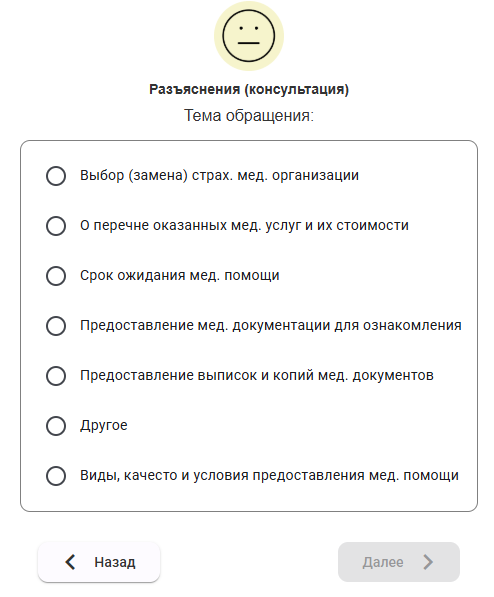 Разъяснения (консультация)
Тема обращения:
Выбор (замена) страх. мед. организации
О перечне оказанных мед. услуг и их стоимости
Срок ожидания мед. помощи
Предоставление мед. документации для ознакомления
Предоставление выписок и копий мед. документов
Другое
Виды, качесто и условия предоставления мед. помощи
Назад
Далее